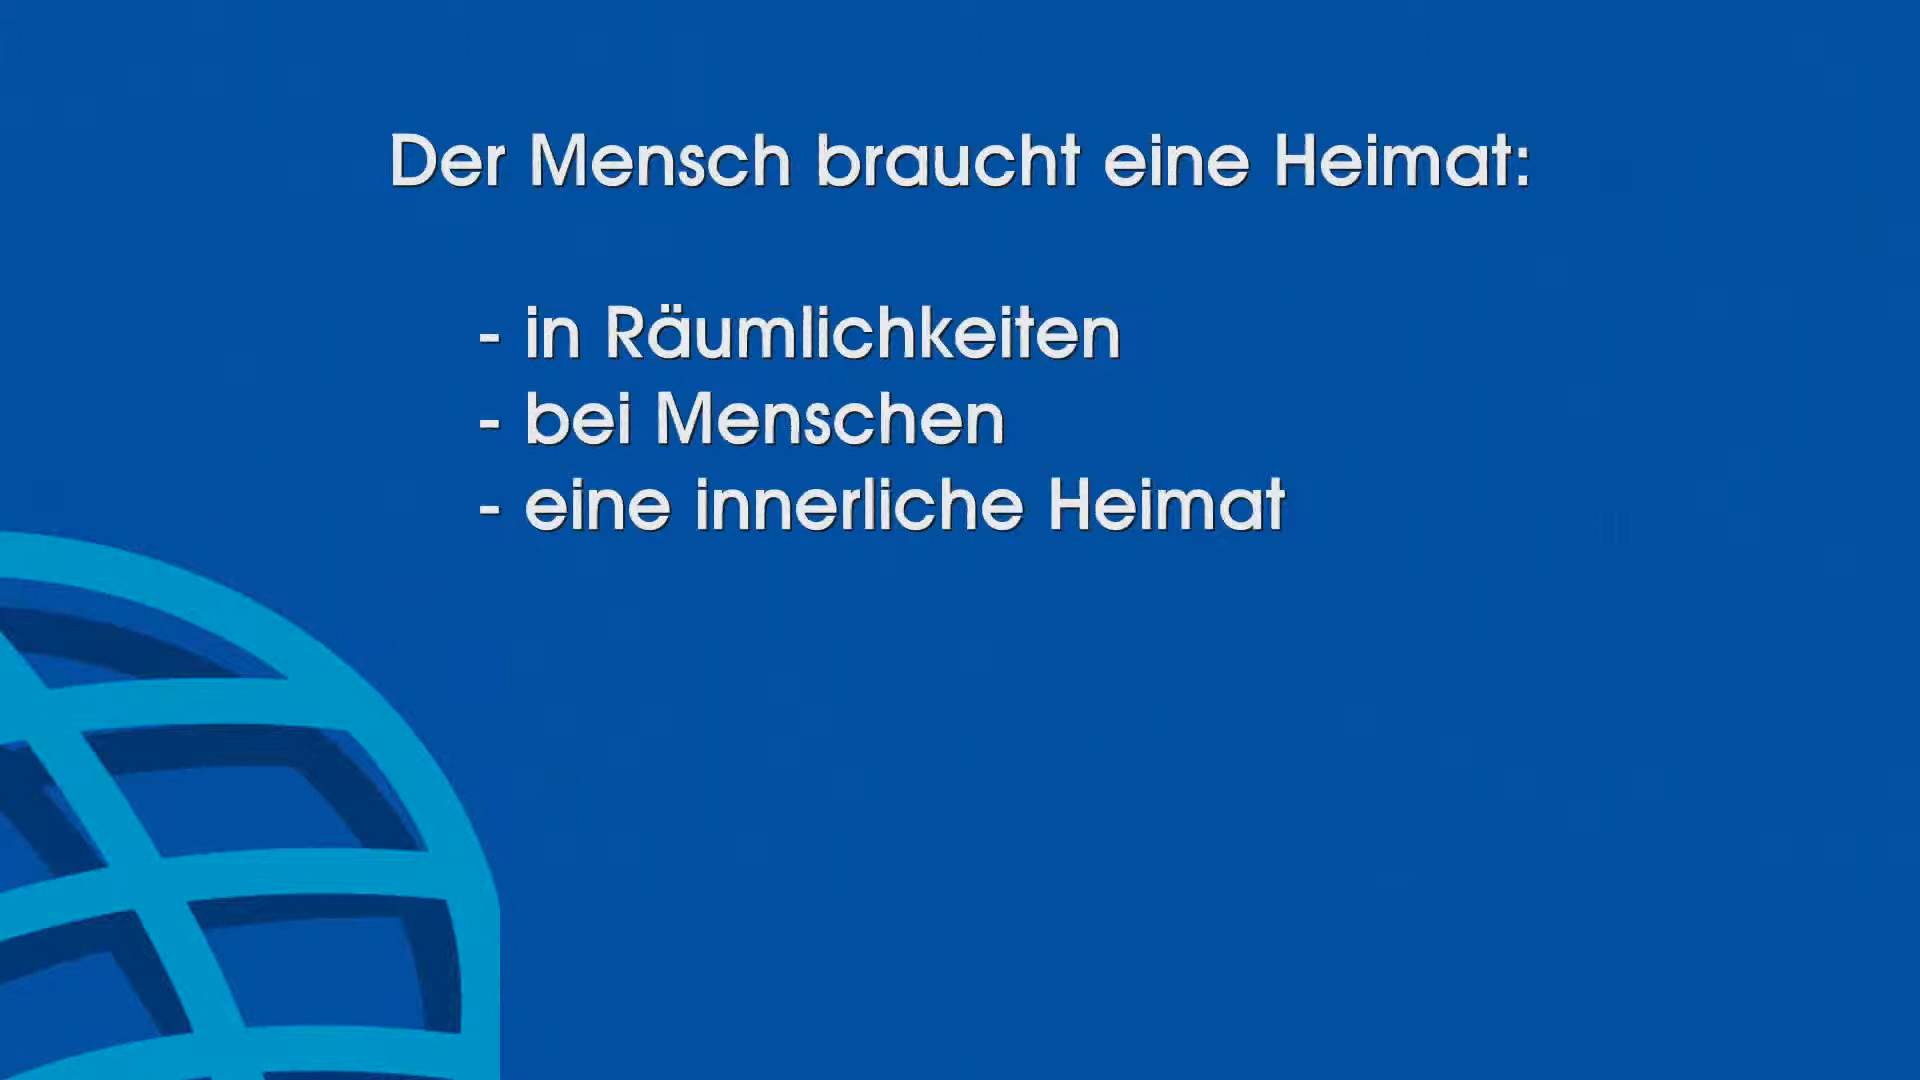 Der Mensch braucht eine Heimat:
- in Räumlichkeiten
- bei Menschen
- eine innerliche Heimat